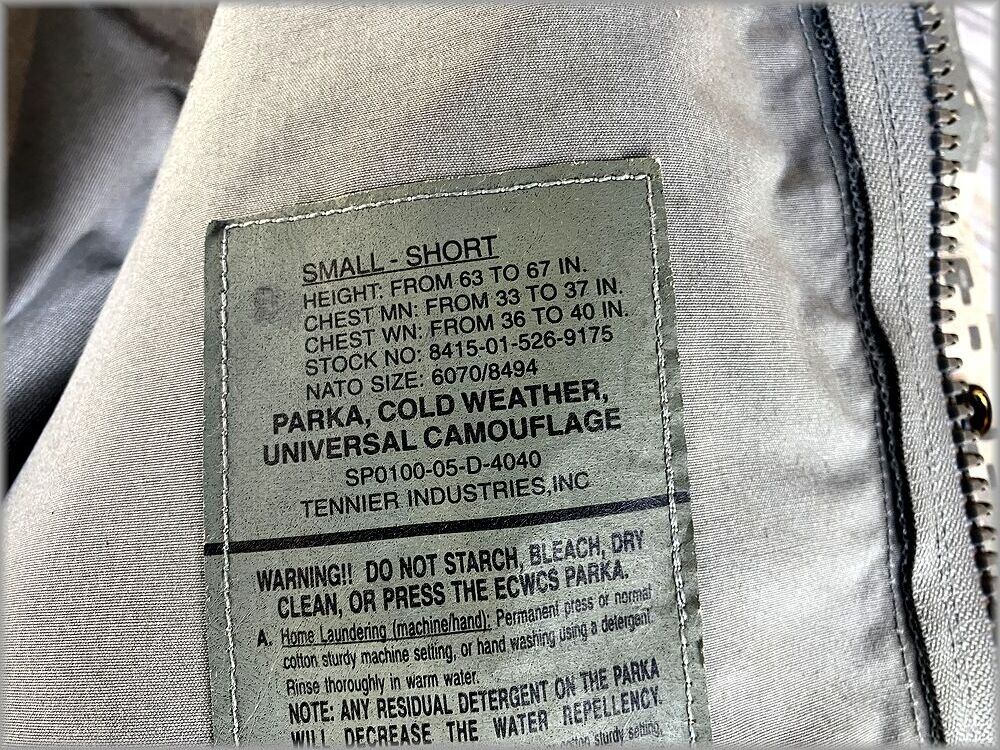 SMALL - SHORT
HEIGHT: FROM 63 TO 67 IN.
CHEST MN: FROM 33 TO 37 IN.
CHEST WN: FROM 36 TO 40 IN.
STOCK NO: 8415-01-526-9175
NATO SIZE: 6070/8494
PARKA, COLD WEATHER,
UNIVERSAL CAMOUFLAGE
SP0100-05-D-4040
TENNIER INDUSTRIES,INC
WARNING!! DO NOT STARCH, BLEACH, DRY
CLEAN, OR PRESS THE ECWCS PARKA.
A. Home Laundering (machine/hand): Permanent press or normal
cotton sturdy machine setting, or hand washing using a detergent.
Rinse thoroughly in warm water.
NOTE: ANY RESIDUAL DETERGENT ON THE PARKA
WILL DECREASE THE WATER REPELLENCY.
cotton sturdy setting,